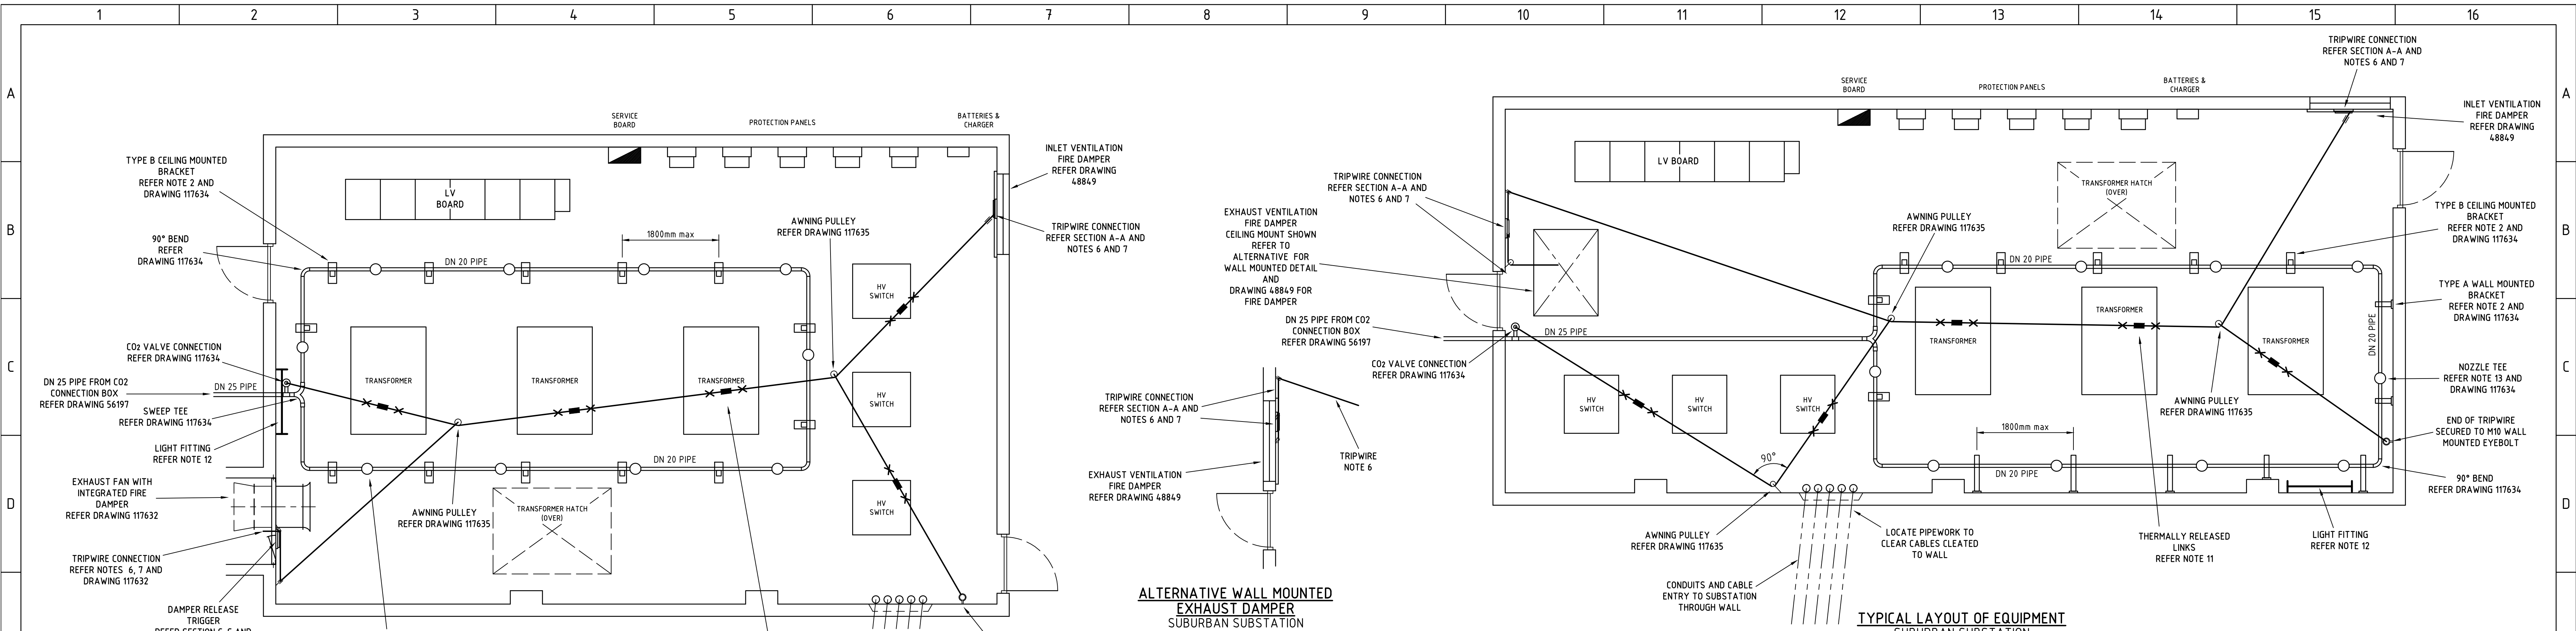 1 2 3 4 5 6 7 8 9 10 11 12 13 14 15 16
A
B
C
D
SERVICE
BOARD
PROTECTION PANELS
BATTERIES &
CHARGER
TYPE B CEILING MOUNTED
BRACKET
REFER NOTE 2 AND
DRAWING 117634
LV
BOARD
INLET VENTILATION
FIRE DAMPER
REFER DRAWING
48849
AWNING PULLEY
REFER DRAWING 117635
TRIPWIRE CONNECTION
REFER SECTION A-A AND
NOTES 6 AND 7
90° BEND
REFER
DRAWING 117634
1800mm max
DN 20 PIPE
HV
SWITCH
CO2 VALVE CONNECTION
REFER DRAWING 117634
DN 25 PIPE FROM CO2
CONNECTION BOX
REFER DRAWING 56197
DN 25 PIPE
TRANSFORMER
TRANSFORMER
TRANSFORMER
HV
SWITCH
SWEEP TEE
REFER DRAWING 117634
LIGHT FITTING
REFER NOTE 12
DN 20 PIPE
EXHAUST FAN WITH
INTEGRATED FIRE
DAMPER
REFER DRAWING 117632
AWNING PULLEY
REFER DRAWING 117635
TRANSFORMER HATCH
(OVER)
HV
SWITCH
TRIPWIRE CONNECTION
REFER NOTES 6, 7 AND
DRAWING 117632
DAMPER RELEASE
TRIGGER
TRIPWIRE CONNECTION
REFER SECTION A-A AND
NOTES 6 AND 7
EXHAUST VENTILATION
FIRE DAMPER
REFER DRAWING 48849
TRIPWIRE
NOTE 6
ALTERNATIVE WALL MOUNTED
EXHAUST DAMPER
SUBURBAN SUBSTATION
TRIPWIRE CONNECTION
REFER SECTION A-A AND
NOTES 6 AND 7
SERVICE
BOARD
PROTECTION PANELS
BATTERIES &
CHARGER
INLET VENTILATION
FIRE DAMPER
REFER DRAWING
48849
LV BOARD
TRIPWIRE CONNECTION
REFER SECTION A-A AND
NOTES 6 AND 7
TRANSFORMER HATCH
(OVER)
EXHAUST VENTILATION
FIRE DAMPER
CEILING MOUNT SHOWN
REFER TO
ALTERNATIVE FOR
WALL MOUNTED DETAIL
AND
DRAWING 48849 FOR
FIRE DAMPER
AWNING PULLEY
REFER DRAWING 117635
TYPE B CEILING MOUNTED
BRACKET
REFER NOTE 2 AND
DRAWING 117634
DN 20 PIPE
TYPE A WALL MOUNTED
BRACKET
REFER NOTE 2 AND
DRAWING 117634
DN 25 PIPE FROM CO2
CONNECTION BOX
REFER DRAWING 56197
DN 25 PIPE
TRANSFORMER
TRANSFORMER
TRANSFORMER
DN 20 PIPE
CO2 VALVE CONNECTION
REFER DRAWING 117634
NOZZLE TEE
REFER NOTE 13 AND
DRAWING 117634
HV
SWITCH
HV
SWITCH
HV
SWITCH
AWNING PULLEY
REFER DRAWING 117635
END OF TRIPWIRE
SECURED TO M10 WALL
MOUNTED EYEBOLT
1800mm max
90°
DN 20 PIPE
90° BEND
REFER DRAWING 117634
AWNING PULLEY
REFER DRAWING 117635
LOCATE PIPEWORK TO
CLEAR CABLES CLEATED
TO WALL
THERMALLY RELEASED
LINKS
REFER NOTE 11
LIGHT FITTING
REFER NOTE 12
CONDUITS AND CABLE
ENTRY TO SUBSTATION
THROUGH WALL
TYPICAL LAYOUT OF EQUIPMENT
SUBURBAN SUBSTATION